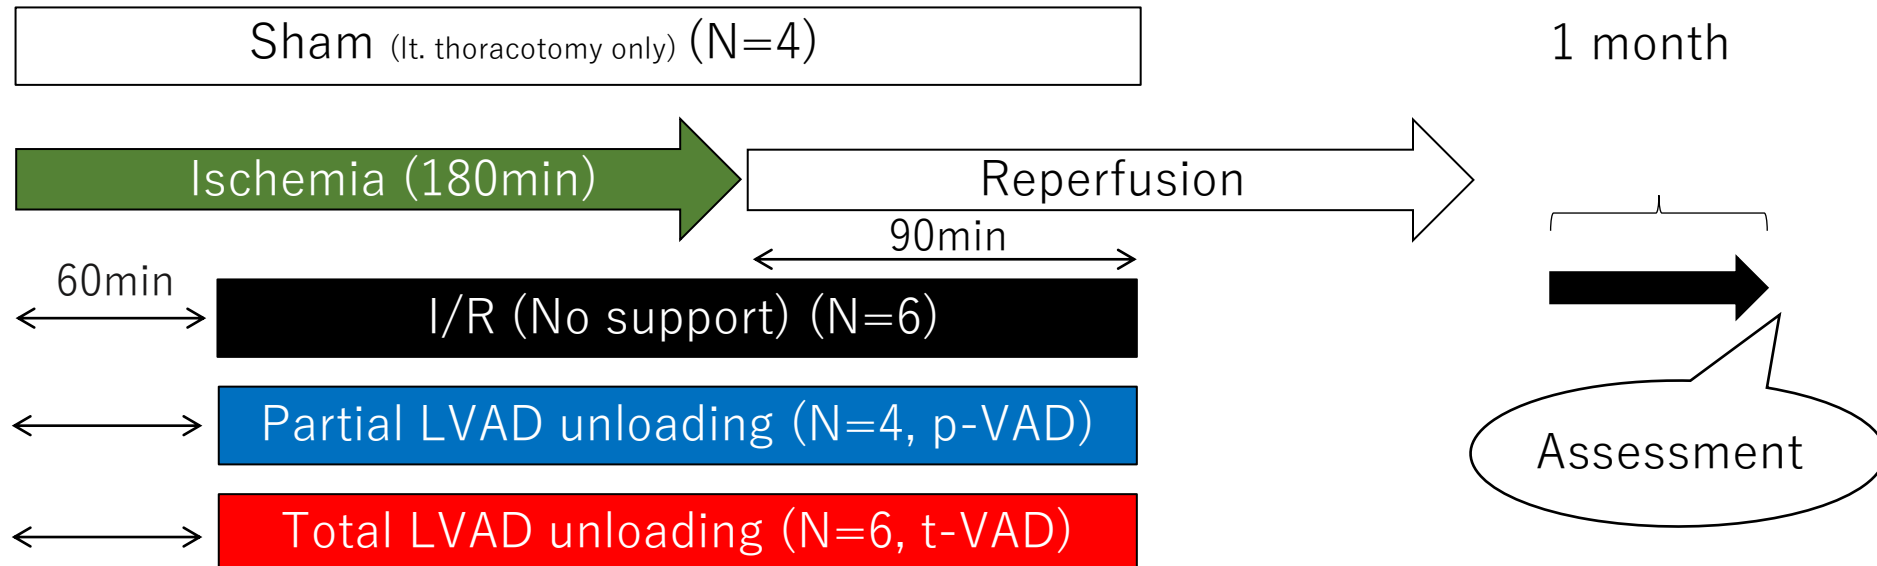 Sham (lt. thoracotomy only) (N=4)
1 month
Ischemia (180min)
Reperfusion
90min
60min
I/R (No support) (N=6)
Partial LVAD unloading (N=4, p-VAD)
Assessment
Total LVAD unloading (N=6, t-VAD)